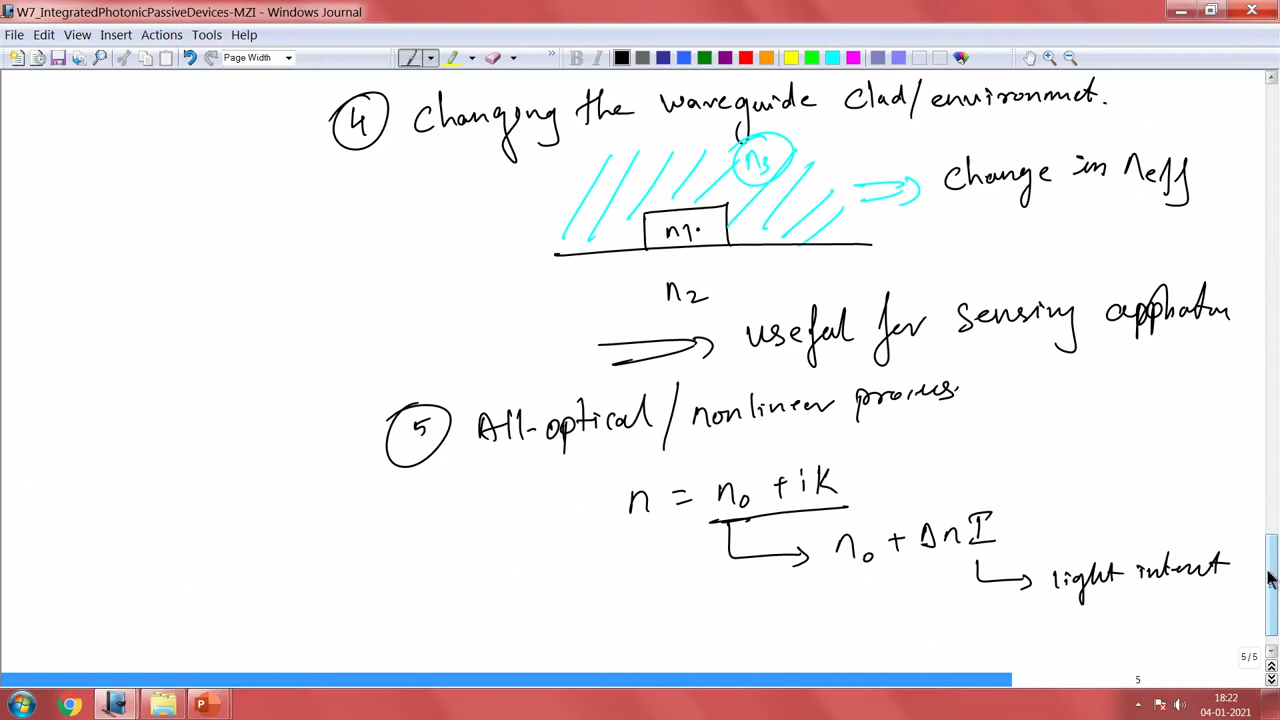 W7_IntegratedPhotonicPassiveDevices-MZI - Windows Journal
File Edit View Insert Actions Tools Help
Page Width
B I
4 Changing the waveguide clad/environmet.
n3
change in neff
n1
n2
useful for sensing
5 All-optical/nonlinear process
n = n0 + ik
n0 + Δn I
light intensit
5/5
5
18:22
04-01-2021